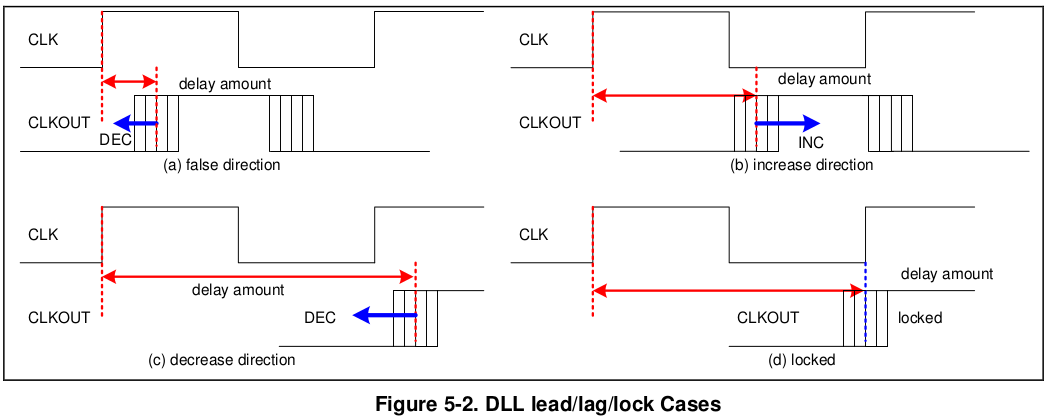 CLK
delay amount
CLKOUT
DEC
(a) false direction
CLK
delay amount
CLKOUT
INC
(b) increase direction
CLK
delay amount
CLKOUT
DEC
(c) decrease direction
CLK
delay amount
CLKOUT
locked
(d) locked
Figure 5-2. DLL lead/lag/lock Cases